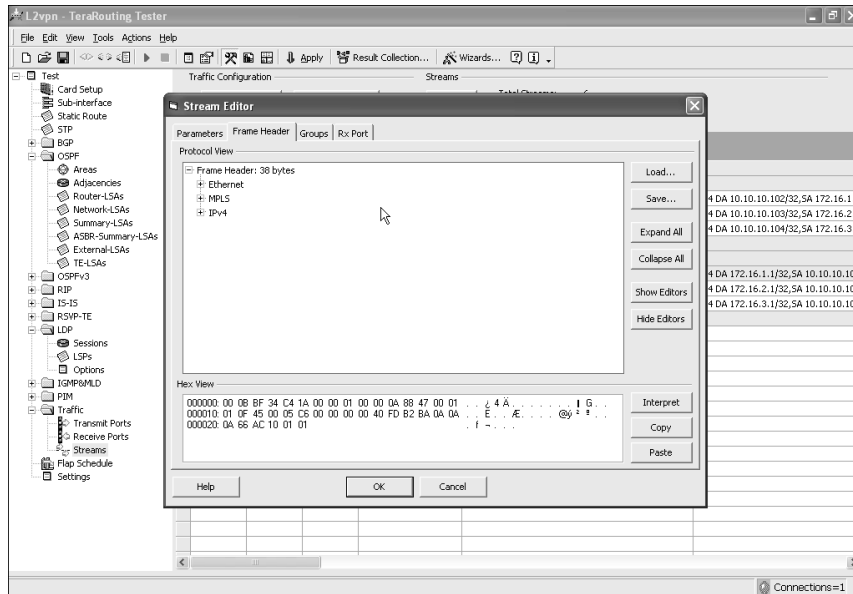 L2vpn - TeraRouting Tester
File Edit View Tools Actions Help
Apply Result Collection... Wizards...
Test
Card Setup
Sub-interface
Static Route
STP
BGP
OSPF
Areas
Adjacencies
Router-LSAs
Network-LSAs
Summary-LSAs
ASBR-Summary-LSAs
External-LSAs
TE-LSAs
OSPFv3
RIP
IS-IS
RSVP-TE
LDP
Sessions
LSPs
Options
IGMP&MLD
PIM
Traffic
Transmit Ports
Receive Ports
Streams
Flap Schedule
Settings
Traffic Configuration
Streams
Stream Editor
Parameters Frame Header Groups Rx Port
Protocol View
Frame Header: 38 bytes
Ethernet
MPLS
IPv4
Load...
Save...
Expand All
Collapse All
Show Editors
Hide Editors
Hex View
000000: 00 0B BF 34 C4 1A 00 00 01 00 00 0A 88 47 00 01 . . ¿ 4 Ä . . . . . . . . G . .
000010: 01 0F 45 00 05 C6 00 00 00 00 40 FD B2 BA 0A 0A . . E . . Æ . . . . @ý ² º . .
000020: 0A 66 AC 10 01 01 . f ¬ . . .
Interpret
Copy
Paste
Help OK Cancel
4 DA 10.10.10.102/32,SA 172.16.1
4 DA 10.10.10.103/32,SA 172.16.2
4 DA 10.10.10.104/32,SA 172.16.3
4 DA 172.16.1.1/32,SA 10.10.10.10
4 DA 172.16.2.1/32,SA 10.10.10.10
4 DA 172.16.3.1/32,SA 10.10.10.10
Connections=1